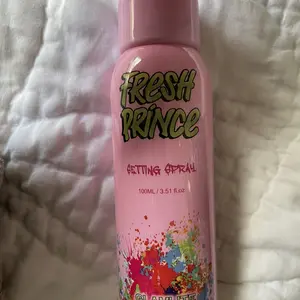 FRESH
PRINCE
SETTING SPRAY
100ML / 3.51 fl.oz